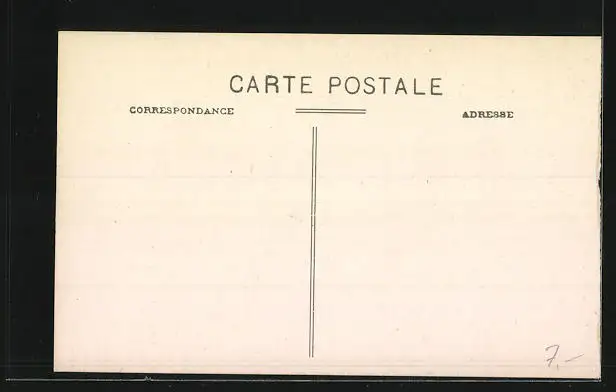 CARTE POSTALE
CORRESPONDANCE
ADRESSE
7,–